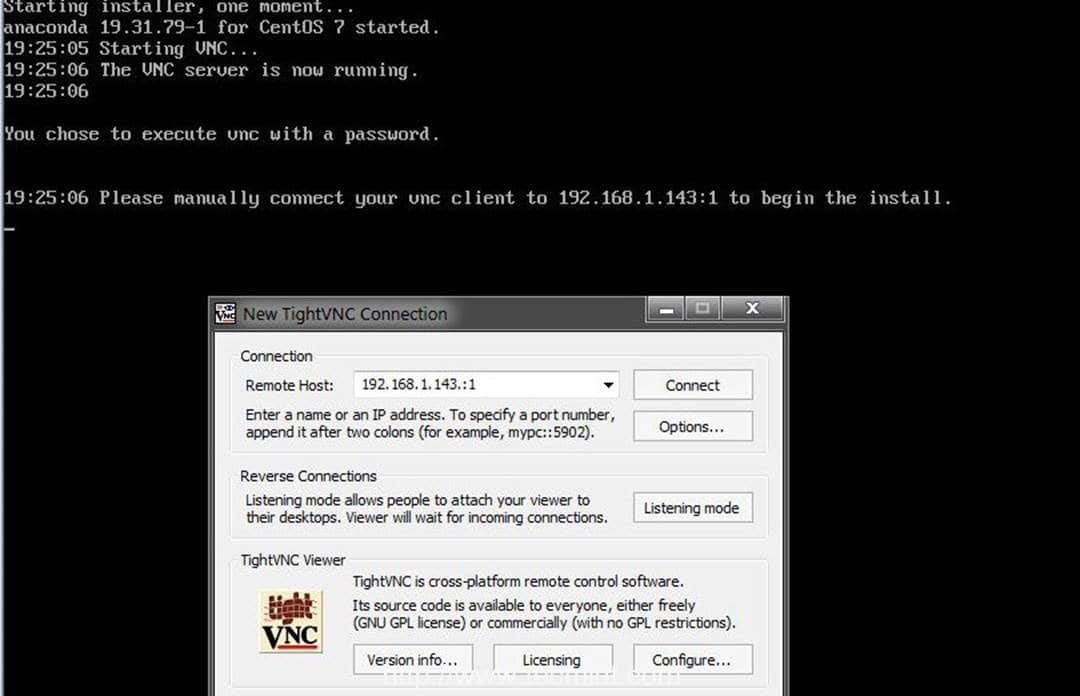 Starting installer, one moment...
anaconda 19.31.79-1 for CentOS 7 started.
19:25:05 Starting VNC...
19:25:06 The VNC server is now running.
19:25:06
You chose to execute vnc with a password.
19:25:06 Please manually connect your vnc client to 192.168.1.143:1 to begin the install.
New TightVNC Connection
Connection
Remote Host: 192.168.1.143.:1 Connect
Enter a name or an IP address. To specify a port number,
append it after two colons (for example, mypc::5902).
Options...
Reverse Connections
Listening mode allows people to attach your viewer to
their desktops. Viewer will wait for incoming connections.
Listening mode
TightVNC Viewer
tight
VNC
TightVNC is cross-platform remote control software.
Its source code is available to everyone, either freely
(GNU GPL license) or commercially (with no GPL restrictions).
Version info... Licensing Configure...
http://www.tecmint.com